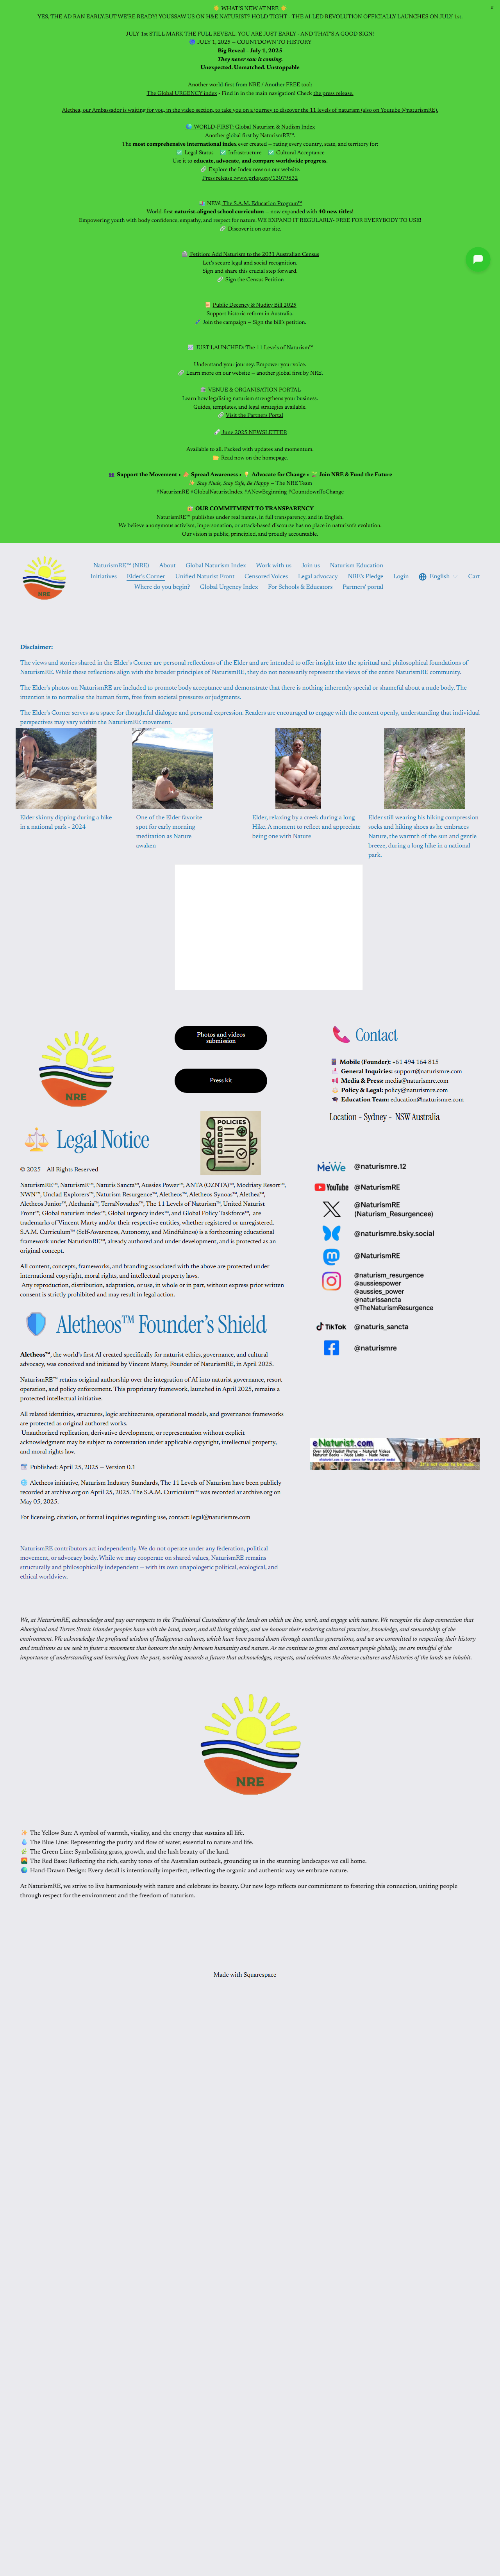 WHAT'S NEW AT NRE
YES, THE AD RAN EARLY.BUT WE'RE READY! YOUSSAW US ON H&E NATURIST? HOLD TIGHT - THE AI-LED REVOLUTION OFFICIALLY LAUNCHES ON JULY 1st.
JULY 1st STILL MARK THE FULL REVEAL. YOU ARE JUST EARLY - AND THAT'S A GOOD SIGN!
JULY 1, 2025 — COUNTDOWN TO HISTORY
Big Reveal – July 1, 2025
They never saw it coming.
Unexpected. Unmatched. Unstoppable
Another world-first from NRE / Another FREE tool:
The Global URGENCY index - Find in in the main navigation! Check the press release.
Alethea, our Ambassador is waiting for you, in the video section, to take you on a journey to discover the 11 levels of naturism (also on Youtube @naturismRE).
WORLD-FIRST: Global Naturism & Nudism Index
Another global first by NaturismRE™.
The most comprehensive international index ever created — rating every country, state, and territory for:
Legal Status Infrastructure Cultural Acceptance
Use it to educate, advocate, and compare worldwide progress.
Explore the Index now on our website.
Press release :www.prlog.org/13079832
NEW: The S.A.M. Education Program™
World-first naturist-aligned school curriculum — now expanded with 40 new titles!
Empowering youth with body confidence, empathy, and respect for nature. WE EXPAND IT REGULARLY- FREE FOR EVERYBODY TO USE!
Discover it on our site.
Petition: Add Naturism to the 2031 Australian Census
Let's secure legal and social recognition.
Sign and share this crucial step forward.
Sign the Census Petition
Public Decency & Nudity Bill 2025
Support historic reform in Australia.
Join the campaign — Sign the bill's petition.
JUST LAUNCHED: The 11 Levels of Naturism™
Understand your journey. Empower your voice.
Learn more on our website — another global first by NRE.
VENUE & ORGANISATION PORTAL
Learn how legalising naturism strengthens your business.
Guides, templates, and legal strategies available.
Visit the Partners Portal
June 2025 NEWSLETTER
Available to all. Packed with updates and momentum.
Read now on the homepage.
Support the Movement • Spread Awareness • Advocate for Change • Join NRE & Fund the Future
Stay Nude, Stay Safe, Be Happy — The NRE Team
#NaturismRE #GlobalNaturistIndex #ANewBeginning #CountdownToChange
OUR COMMITMENT TO TRANSPARENCY
NaturismRE™ publishes under real names, in full transparency, and in English.
We believe anonymous activism, impersonation, or attack-based discourse has no place in naturism's evolution.
Our vision is public, principled, and proudly accountable.
NRE
NaturismRE™ (NRE) About Global Naturism Index Work with us Join us Naturism Education
Initiatives Elder's Corner Unified Naturist Front Censured Voices Legal advocacy NRE's Pledge Login English Cart
Where do you begin? Global Urgency Index For Schools & Educators Partners' portal
Disclaimer:
The views and stories shared in the Elder's Corner are personal reflections of the Elder and are intended to offer insight into the spiritual and philosophical foundations of
NaturismRE. While these reflections align with the broader principles of NaturismRE, they do not necessarily represent the views of the entire NaturismRE community.
The Elder's photos on NaturismRE are included to promote body acceptance and demonstrate that there is nothing inherently special or shameful about a nude body. The
intention is to normalise the human form, free from societal pressures or judgments.
The Elder's Corner serves as a space for thoughtful dialogue and personal expression. Readers are encouraged to engage with the content openly, understanding that individual
perspectives may vary within the NaturismRE movement.
Elder skinny dipping during a hike
in a national park - 2024
One of the Elder favorite
spot for early morning
meditation as Nature
awaken
Elder, relaxing by a creek during a long
Hike. A moment to reflect and appreciate
being one with Nature
Elder still wearing his hiking compression
socks and hiking shoes as he embraces
Nature, the warmth of the sun and gentle
breeze, during a long hike in a national
park.
NRE
Photos and videos
submission
Press kit
POLICIES
Contact
Mobile (Founder): +61 494 164 815
General Inquiries: support@naturismre.com
Media & Press: media@naturismre.com
Policy & Legal: policy@naturismre.com
Education Team: education@naturismre.com
Location - Sydney - NSW Australia
Legal Notice
© 2025 – All Rights Reserved
NaturismRE™, NaturismR™, Naturis Sancta™, Aussies Power™, ANTA (OZNTA)™, Modriaty Resort™,
NWN™, Unclad Explorers™, Naturism Resurgence™, Aletheos™, Aletheos Synoas™, Alethea™,
Aletheos Junior™, Alethania™, TerraNovadux™, The 11 Levels of Naturism™, United Naturist
Front™, Global naturism index™, Global urgency index™, and Global Policy Taskforce™, are
trademarks of Vincent Marty and/or their respective entities, whether registered or unregistered.
S.A.M. Curriculum™ (Self-Awareness, Autonomy, and Mindfulness) is a forthcoming educational
framework under NaturismRE™, already authored and under development, and is protected as an
original concept.
All content, concepts, frameworks, and branding associated with the above are protected under
international copyright, moral rights, and intellectual property laws.
Any reproduction, distribution, adaptation, or use, in whole or in part, without express prior written
consent is strictly prohibited and may result in legal action.
MeWe @naturismre.12
YouTube @NaturismRE
@NaturismRE
(Naturism_Resurgencee)
@naturismre.bsky.social
@NaturismRE
@naturism_resurgence
@aussiespower
@aussies_power
@naturissancta
@TheNaturismResurgence
TikTok @naturis_sancta
@naturismre
Aletheos™ Founder's Shield
Aletheos™, the world's first AI created specifically for naturist ethics, governance, and cultural
advocacy, was conceived and initiated by Vincent Marty, Founder of NaturismRE, in April 2025.
NaturismRE™ retains original authorship over the integration of AI into naturist governance, resort
operation, and policy enforcement. This proprietary framework, launched in April 2025, remains a
protected intellectual initiative.
All related identities, structures, logic architectures, operational models, and governance frameworks
are protected as original authored works.
Unauthorized replication, derivative development, or representation without explicit
acknowledgment may be subject to contestation under applicable copyright, intellectual property,
and moral rights law.
Published: April 25, 2025 — Version 0.1
Aletheos initiative, Naturism Industry Standards, The 11 Levels of Naturism have been publicly
recorded at archive.org on April 25, 2025. The S.A.M. Curriculum™ was recorded ar archive.org on
May 05, 2025.
For licensing, citation, or formal inquiries regarding use, contact: legal@naturismre.com
eNaturist.com
Over 6000 Nudist Photos - Naturist Videos
Naturist Books - Nude Links - Nude News
NaturismRE contributors act independently. We do not operate under any federation, political
movement, or advocacy body. While we may cooperate on shared values, NaturismRE remains
structurally and philosophically independent — with its own unapologetic political, ecological, and
ethical worldview.
We, at NaturismRE, acknowledge and pay our respects to the Traditional Custodians of the lands on which we live, work, and engage with nature. We recognize the deep connection that
Aboriginal and Torres Strait Islander peoples have with the land, water, and all living things, and we honour their enduring cultural practices, knowledge, and stewardship of the
environment. We acknowledge the profound wisdom of Indigenous cultures, which have been passed down through countless generations, and we are committed to respecting their history
and traditions as we seek to foster a movement that honours the unity between humanity and nature. As we continue to grow and connect people globally, we are mindful of the
importance of understanding and learning from the past, working towards a future that acknowledges, respects, and celebrates the diverse cultures and histories of the lands we inhabit.
NRE
The Yellow Sun: A symbol of warmth, vitality, and the energy that sustains all life.
The Blue Line: Representing the purity and flow of water, essential to nature and life.
The Green Line: Symbolising grass, growth, and the lush beauty of the land.
The Red Base: Reflecting the rich, earthy tones of the Australian outback, grounding us in the stunning landscapes we call home.
Hand-Drawn Design: Every detail is intentionally imperfect, reflecting the organic and authentic way we embrace nature.
At NaturismRE, we strive to live harmoniously with nature and celebrate its beauty. Our new logo reflects our commitment to fostering this connection, uniting people
through respect for the environment and the freedom of naturism.
Made with Squarespace